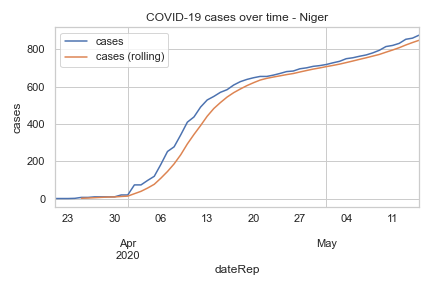 COVID-19 cases over time - Niger
cases
cases (rolling)
cases
800
600
400
200
0
23 30 06 13 20 27 04 11
Apr May
2020
dateRep